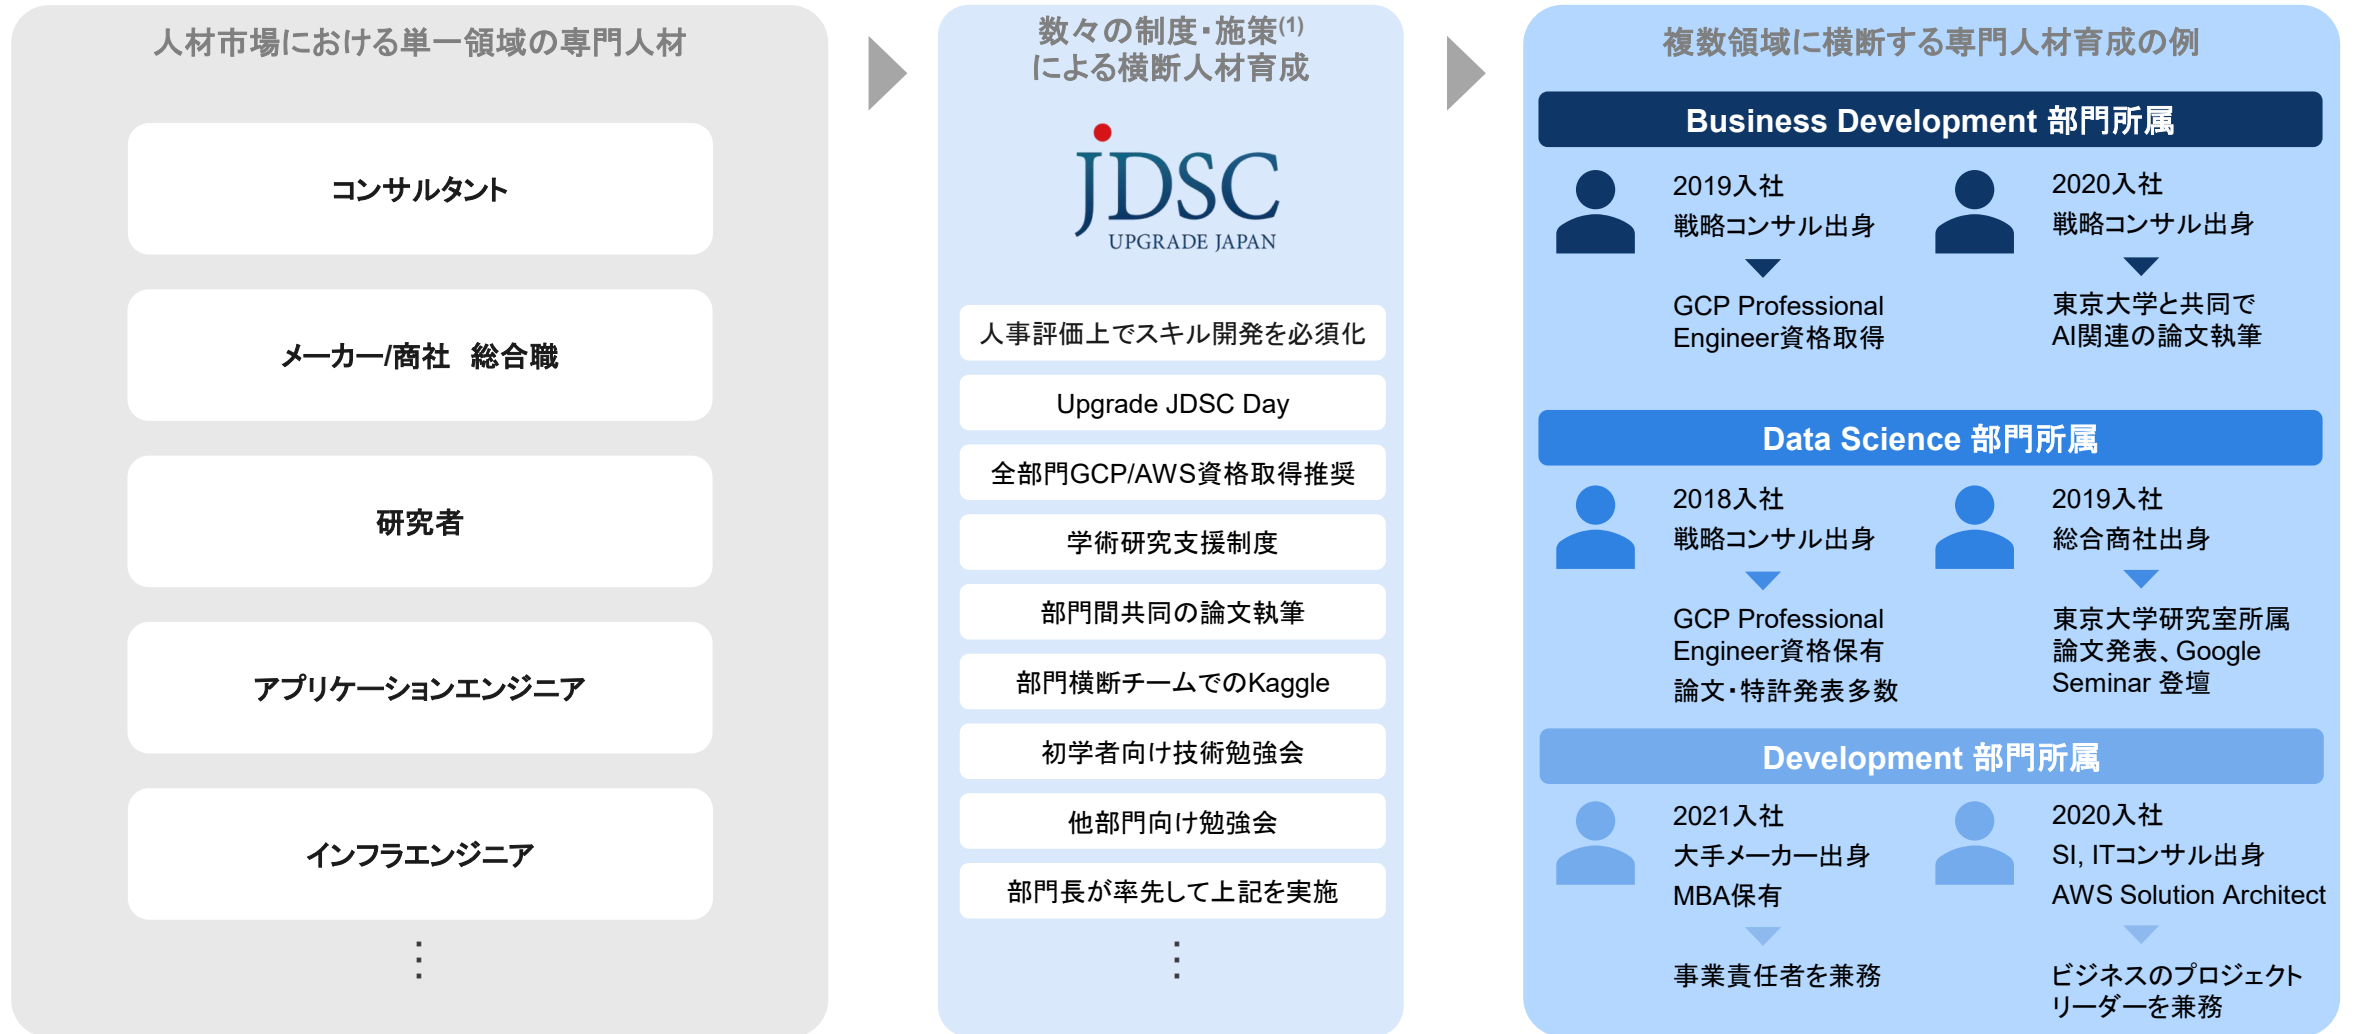 人材市場における単一領域の専門人材
コンサルタント
メーカー/商社　総合職
研究者
アプリケーションエンジニア
インフラエンジニア
⋮
数々の制度・施策(1)
による横断人材育成
JDSC
UPGRADE JAPAN
人事評価上でスキル開発を必須化
Upgrade JDSC Day
全部門GCP/AWS資格取得推奨
学術研究支援制度
部門間共同の論文執筆
部門横断チームでのKaggle
初学者向け技術勉強会
他部門向け勉強会
部門長が率先して上記を実施
⋮
複数領域に横断する専門人材育成の例
Business Development 部門所属
2019入社
戦略コンサル出身
GCP Professional
Engineer資格取得
2020入社
戦略コンサル出身
東京大学と共同で
AI関連の論文執筆
Data Science 部門所属
2018入社
戦略コンサル出身
GCP Professional
Engineer資格保有
論文・特許発表多数
2019入社
総合商社出身
東京大学研究室所属
論文発表、Google
Seminar 登壇
Development 部門所属
2021入社
大手メーカー出身
MBA保有
事業責任者を兼務
2020入社
SI, ITコンサル出身
AWS Solution Architect
ビジネスのプロジェクト
リーダーを兼務